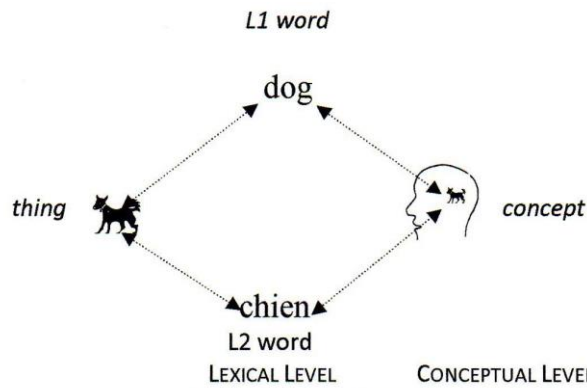 L1 word
dog
thing
concept
chien
L2 word
LEXICAL LEVEL CONCEPTUAL LEVEL